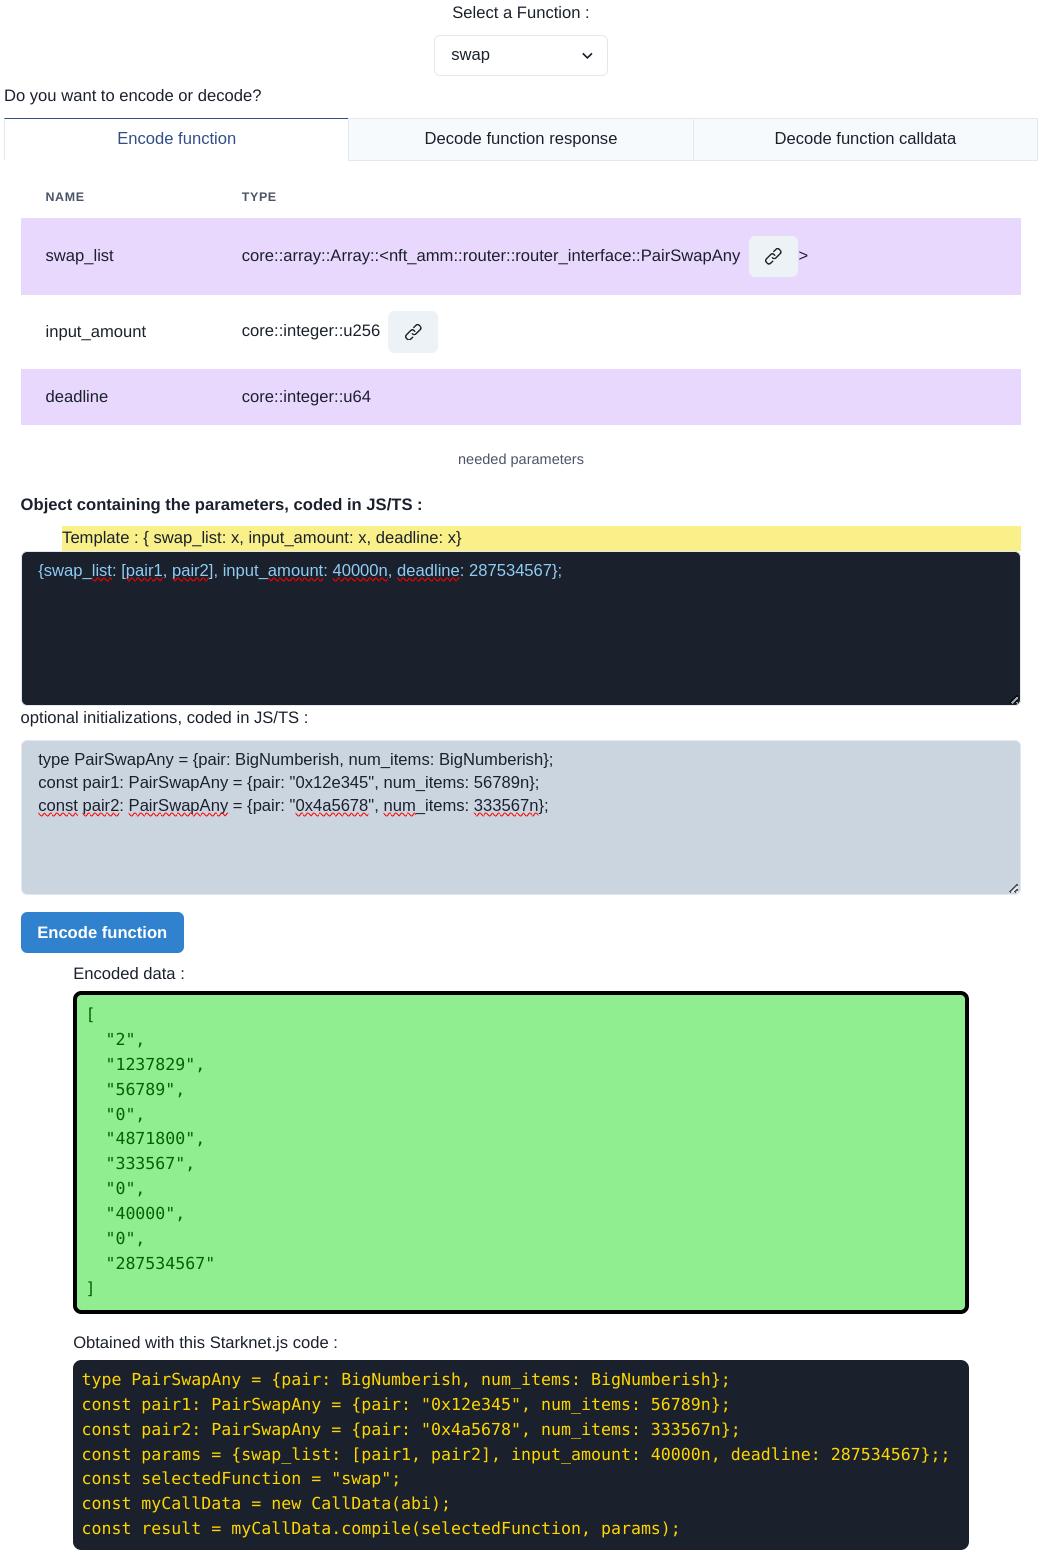 Select a Function :
swap
Do you want to encode or decode?
Encode function
Decode function response
Decode function calldata
NAME TYPE
swap_list core::array::Array::<nft_amm::router::router_interface::PairSwapAny >
input_amount core::integer::u256
deadline core::integer::u64
needed parameters
Object containing the parameters, coded in JS/TS :
Template : { swap_list: x, input_amount: x, deadline: x}
{swap_list: [pair1, pair2], input_amount: 40000n, deadline: 287534567};
optional initializations, coded in JS/TS :
type PairSwapAny = {pair: BigNumberish, num_items: BigNumberish};
const pair1: PairSwapAny = {pair: "0x12e345", num_items: 56789n};
const pair2: PairSwapAny = {pair: "0x4a5678", num_items: 333567n};
Encode function
Encoded data :
[
  "2",
  "1237829",
  "56789",
  "0",
  "4871800",
  "333567",
  "0",
  "40000",
  "0",
  "287534567"
]
Obtained with this Starknet.js code :
type PairSwapAny = {pair: BigNumberish, num_items: BigNumberish};
const pair1: PairSwapAny = {pair: "0x12e345", num_items: 56789n};
const pair2: PairSwapAny = {pair: "0x4a5678", num_items: 333567n};
const params = {swap_list: [pair1, pair2], input_amount: 40000n, deadline: 287534567};;
const selectedFunction = "swap";
const myCallData = new CallData(abi);
const result = myCallData.compile(selectedFunction, params);